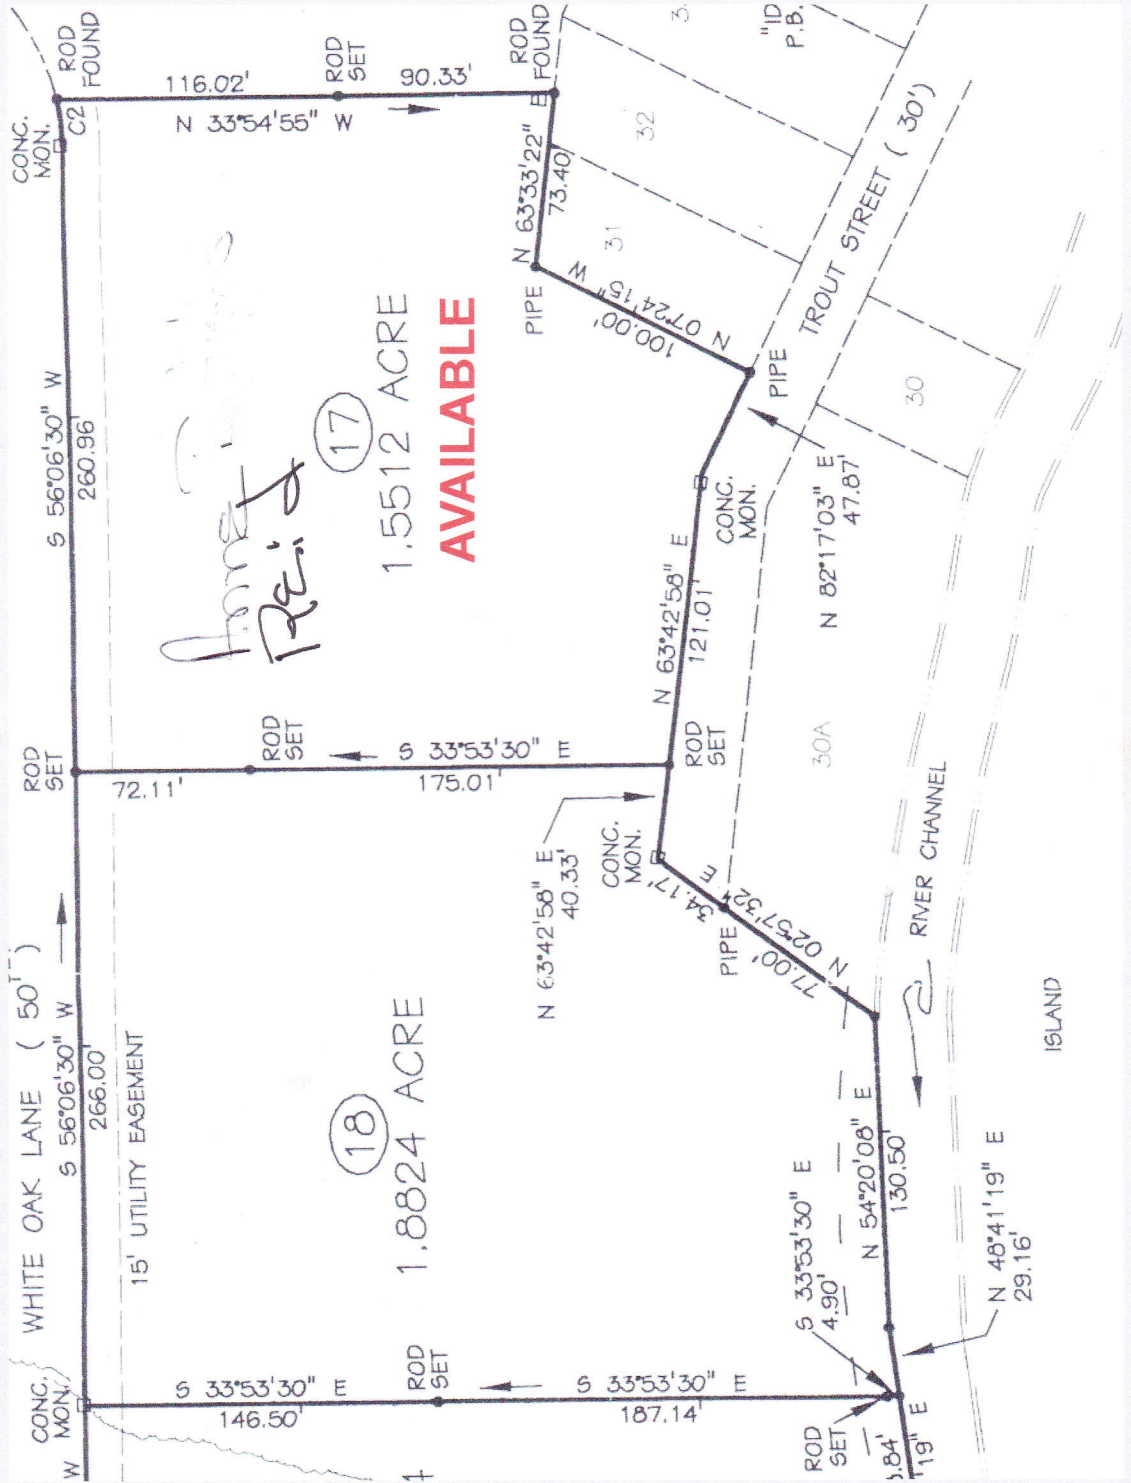 WHITE OAK LANE ( 50' )
CONC.
MON.
S 56°06'30" W
266.00'
ROD
SET
S 56°06'30" W
260.96'
CONC.
MON.
C2
ROD
FOUND
W
15' UTILITY EASEMENT
S 33°53'30" E
146.50'
ROD
SET
S 33°53'30" E
187.14'
18
1.8824 ACRE
72.11'
ROD
SET
S 33°53'30" E
175.01'
Rei
17
1.5512 ACRE
AVAILABLE
116.02'
ROD
SET
90.33'
N 33°54'55" W
ROD
FOUND
N 63°33'22" E
73.40'
PIPE
N 07°24'15" W
100.00'
PIPE
N 82°17'03" E
47.87'
CONC.
MON.
N 63°42'58" E
121.01'
ROD
SET
N 63°42'58" E
40.33'
CONC.
MON.
34.17'
PIPE
N 02°57'32" E
77.00'
N 54°20'08" E
130.50'
S 33°53'30" E
4.90'
N 48°41'19" E
29.16'
ROD
SET
.84'
19" E
RIVER CHANNEL
ISLAND
30A
30
31
32
TROUT STREET ( 30' )
"ID
P.B.